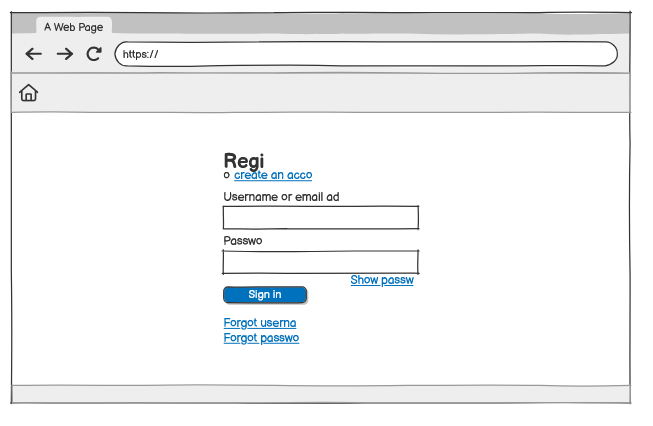 A Web Page
https://
Regi
o create an acco
Username or email ad
Passwo
Show passw
Sign in
Forgot userna
Forgot passwo